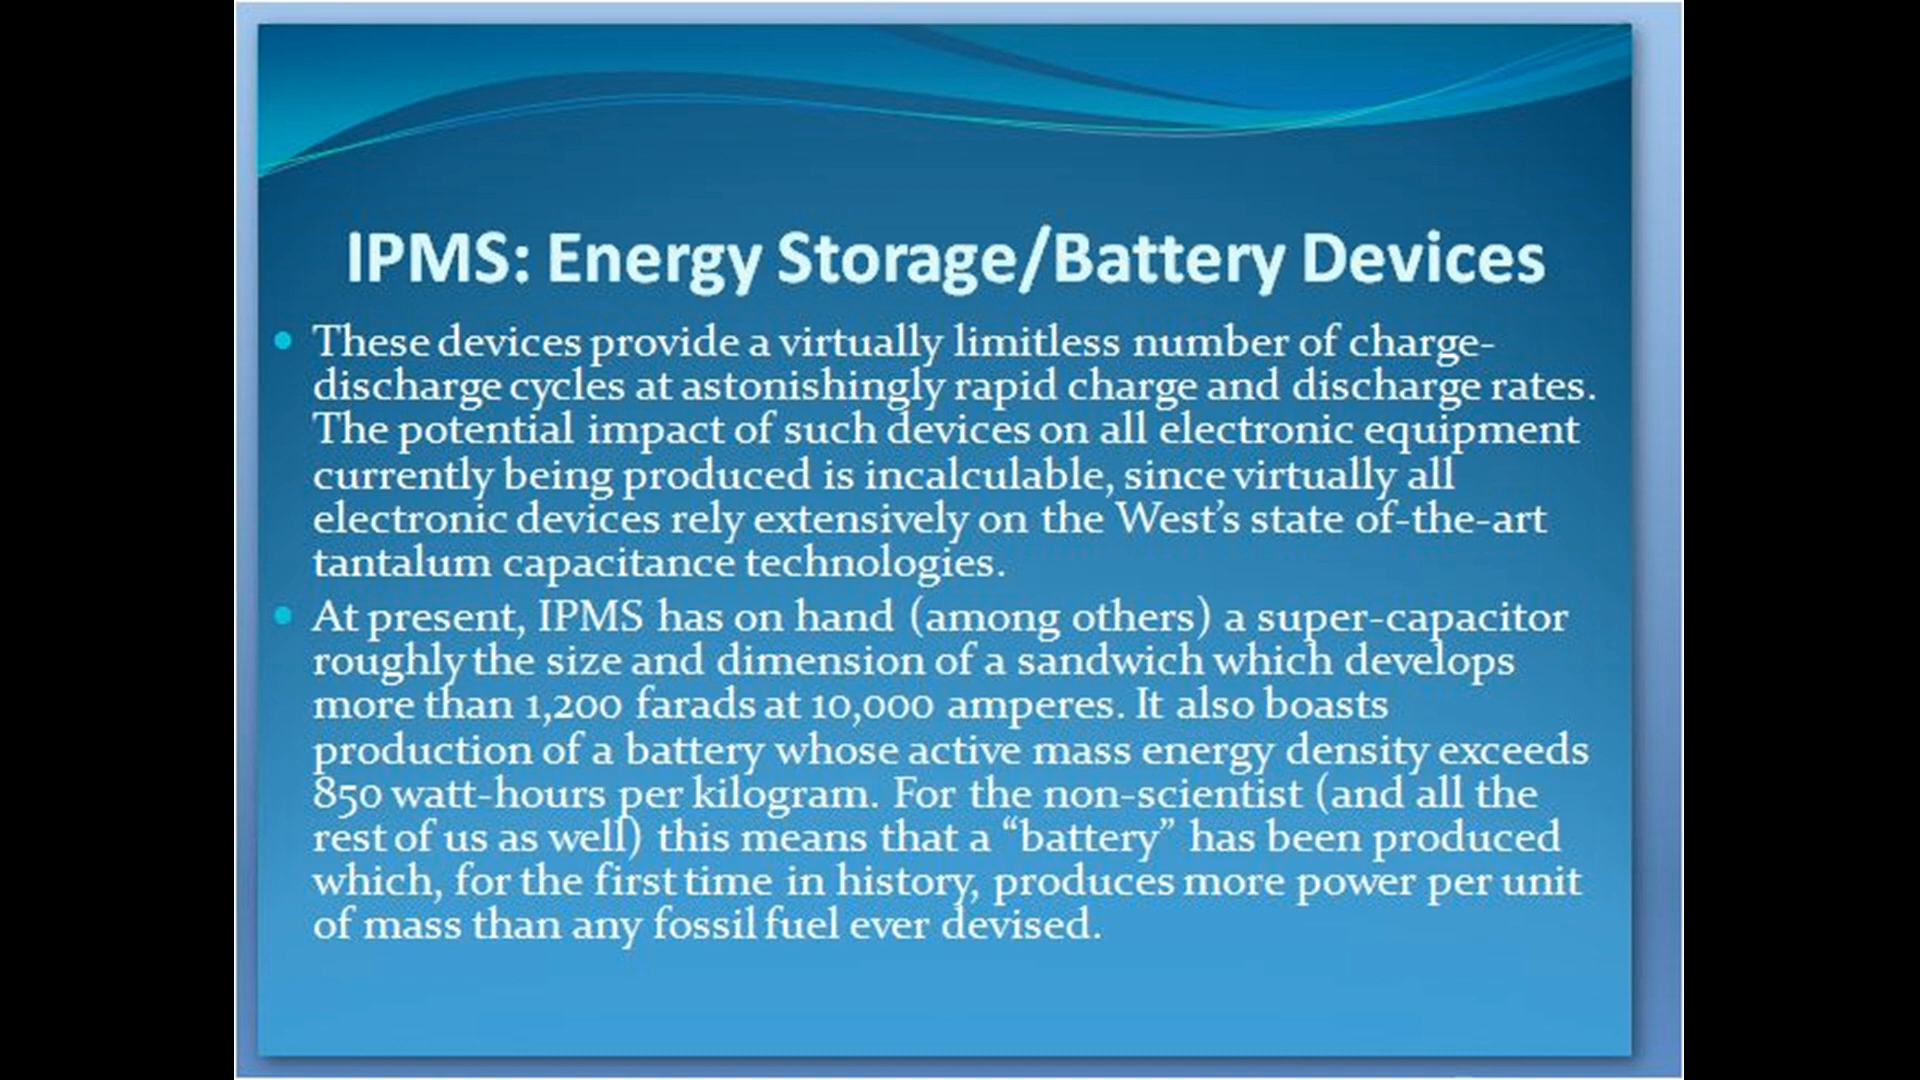 IPMS: Energy Storage/Battery Devices
• These devices provide a virtually limitless number of charge-
discharge cycles at astonishingly rapid charge and discharge rates.
The potential impact of such devices on all electronic equipment
currently being produced is incalculable, since virtually all
electronic devices rely extensively on the West’s state of-the-art
tantalum capacitance technologies.
• At present, IPMS has on hand (among others) a super-capacitor
roughly the size and dimension of a sandwich which develops
more than 1,200 farads at 10,000 amperes. It also boasts
production of a battery whose active mass energy density exceeds
850 watt-hours per kilogram. For the non-scientist (and all the
rest of us as well) this means that a “battery” has been produced
which, for the first time in history, produces more power per unit
of mass than any fossil fuel ever devised.